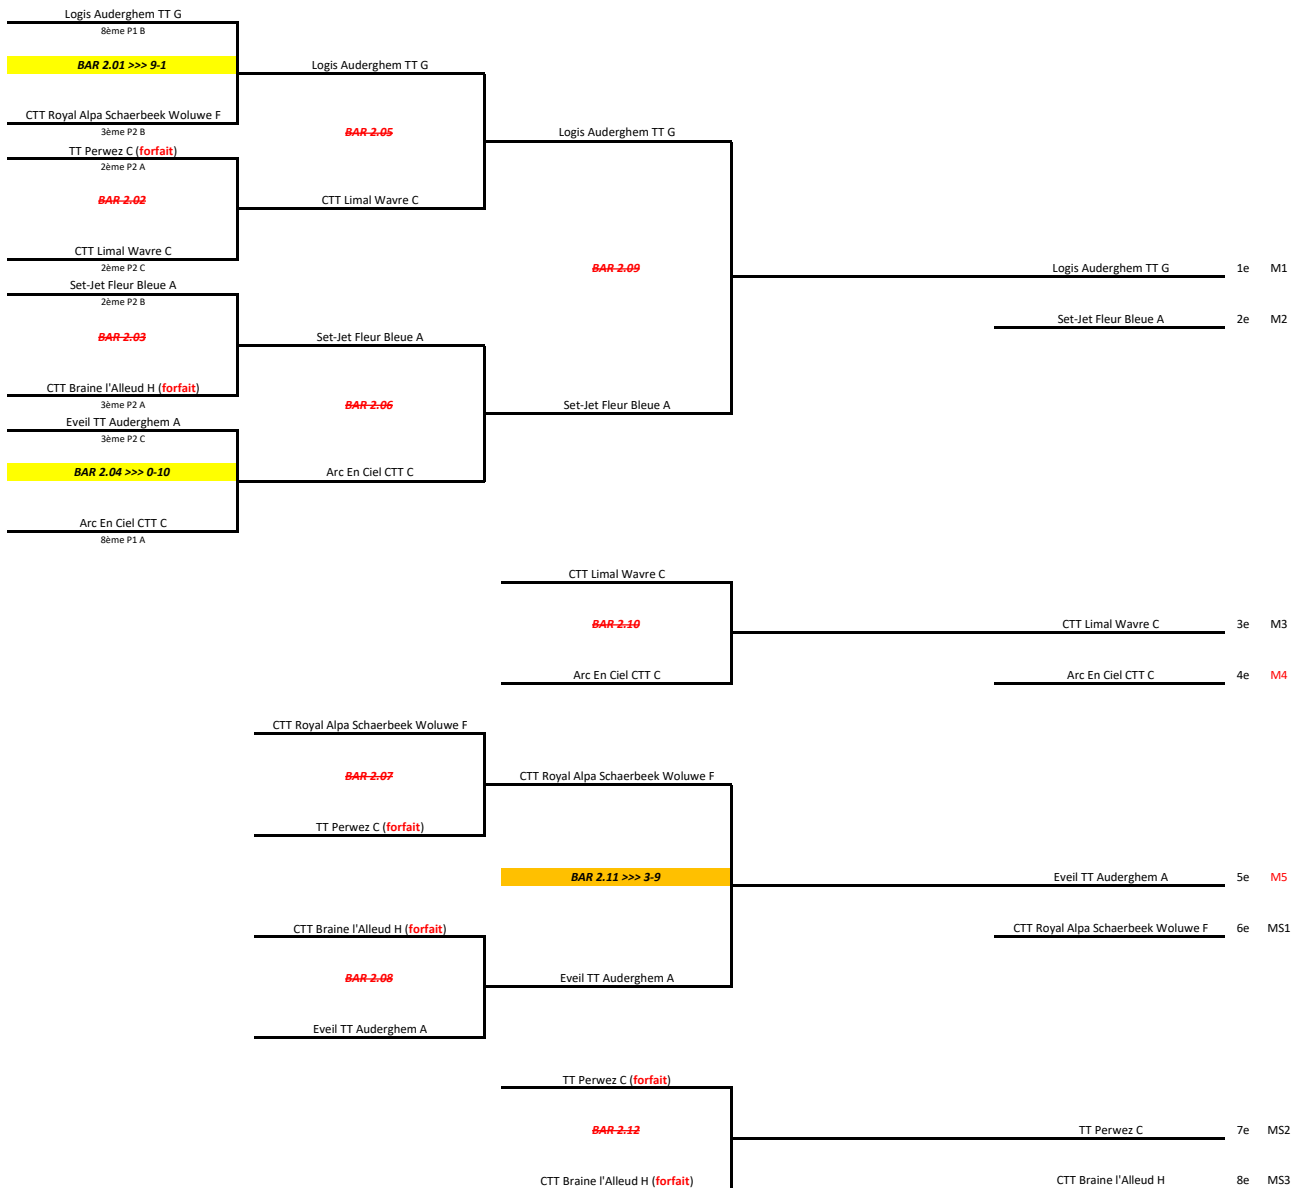 Logis Auderghem TT G
8ème P1 B
BAR 2.01 >>> 9-1
Logis Auderghem TT G
CTT Royal Alpa Schaerbeek Woluwe F
3ème P2 B
BAR 2.05
Logis Auderghem TT G
TT Perwez C (forfait)
2ème P2 A
BAR 2.02
CTT Limal Wavre C
CTT Limal Wavre C
2ème P2 C
BAR 2.09
Logis Auderghem TT G 1e M1
Set-Jet Fleur Bleue A
2ème P2 B
Set-Jet Fleur Bleue A 2e M2
BAR 2.03
Set-Jet Fleur Bleue A
CTT Braine l'Alleud H (forfait)
3ème P2 A
BAR 2.06
Set-Jet Fleur Bleue A
Eveil TT Auderghem A
3ème P2 C
BAR 2.04 >>> 0-10
Arc En Ciel CTT C
Arc En Ciel CTT C
8ème P1 A
CTT Limal Wavre C
BAR 2.10
CTT Limal Wavre C 3e M3
Arc En Ciel CTT C
Arc En Ciel CTT C 4e M4
CTT Royal Alpa Schaerbeek Woluwe F
BAR 2.07
CTT Royal Alpa Schaerbeek Woluwe F
TT Perwez C (forfait)
BAR 2.11 >>> 3-9
Eveil TT Auderghem A 5e M5
CTT Braine l'Alleud H (forfait)
CTT Royal Alpa Schaerbeek Woluwe F 6e MS1
BAR 2.08
Eveil TT Auderghem A
Eveil TT Auderghem A
TT Perwez C (forfait)
BAR 2.12
TT Perwez C 7e MS2
CTT Braine l'Alleud H (forfait)
CTT Braine l'Alleud H 8e MS3